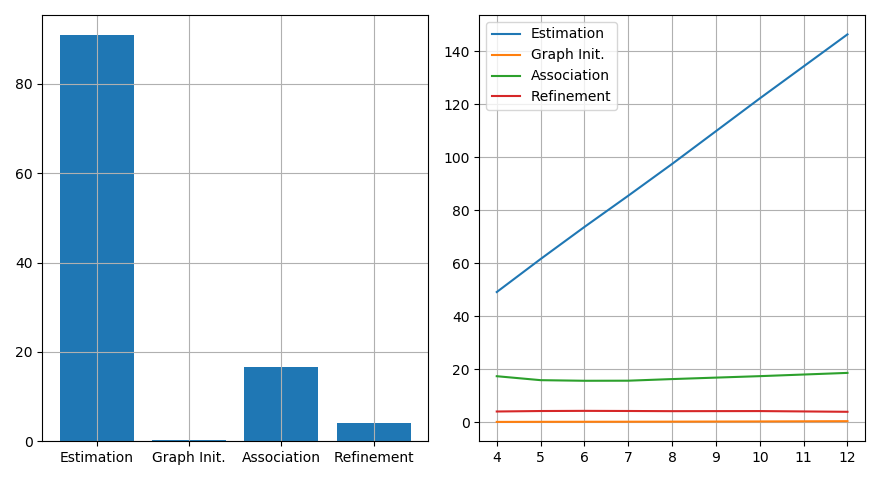 80
60
40
20
0
Estimation Graph Init. Association Refinement
Estimation
Graph Init.
Association
Refinement
140
120
100
80
60
40
20
0
4 5 6 7 8 9 10 11 12